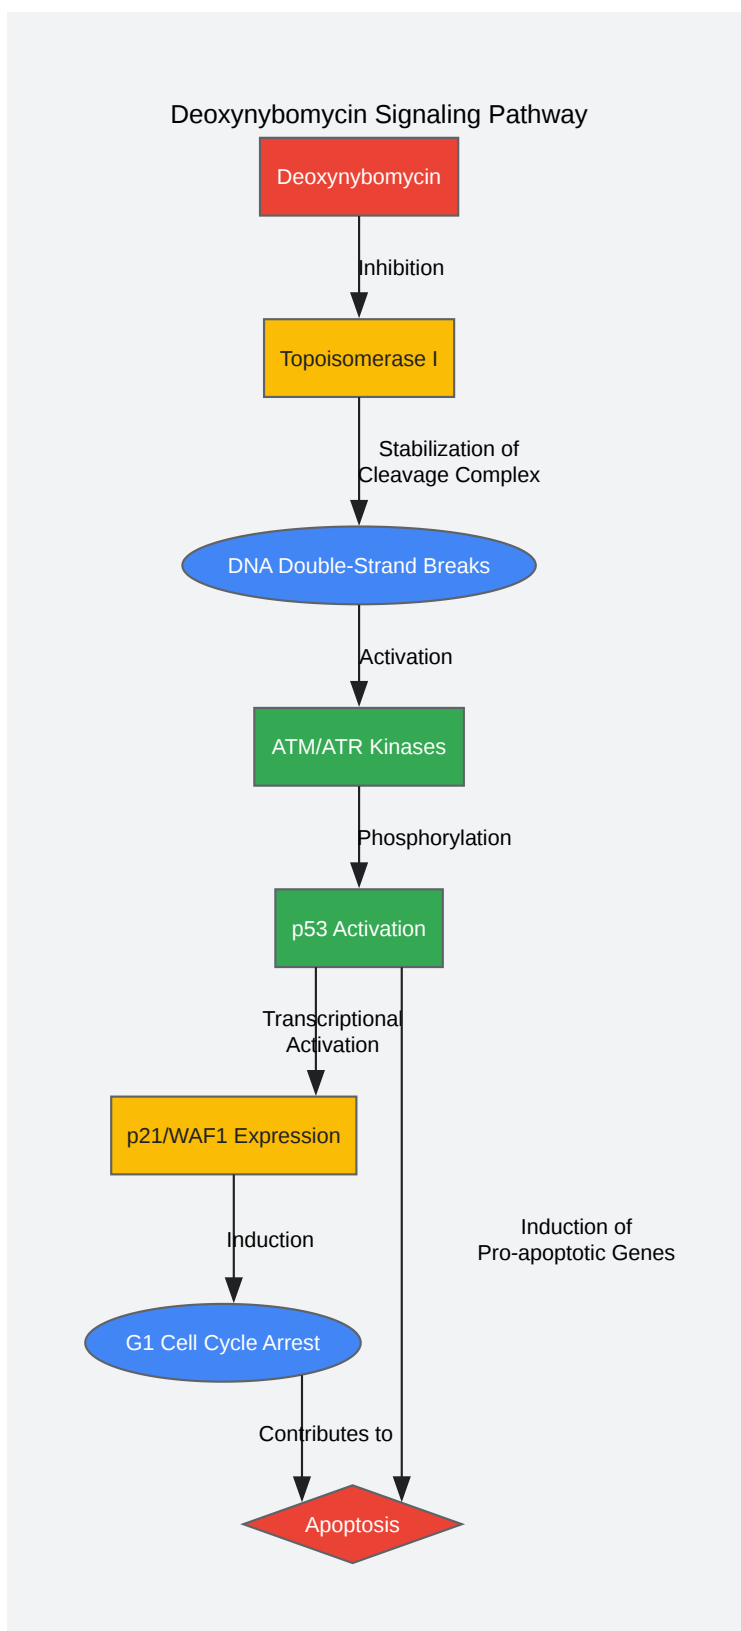 Deoxynybomycin Signaling Pathway
Deoxynybomycin
Inhibition
Topoisomerase I
Stabilization of
Cleavage Complex
DNA Double-Strand Breaks
Activation
ATM/ATR Kinases
Phosphorylation
p53 Activation
Transcriptional
Activation
p21/WAF1 Expression
Induction
Induction of
Pro-apoptotic Genes
G1 Cell Cycle Arrest
Contributes to
Apoptosis